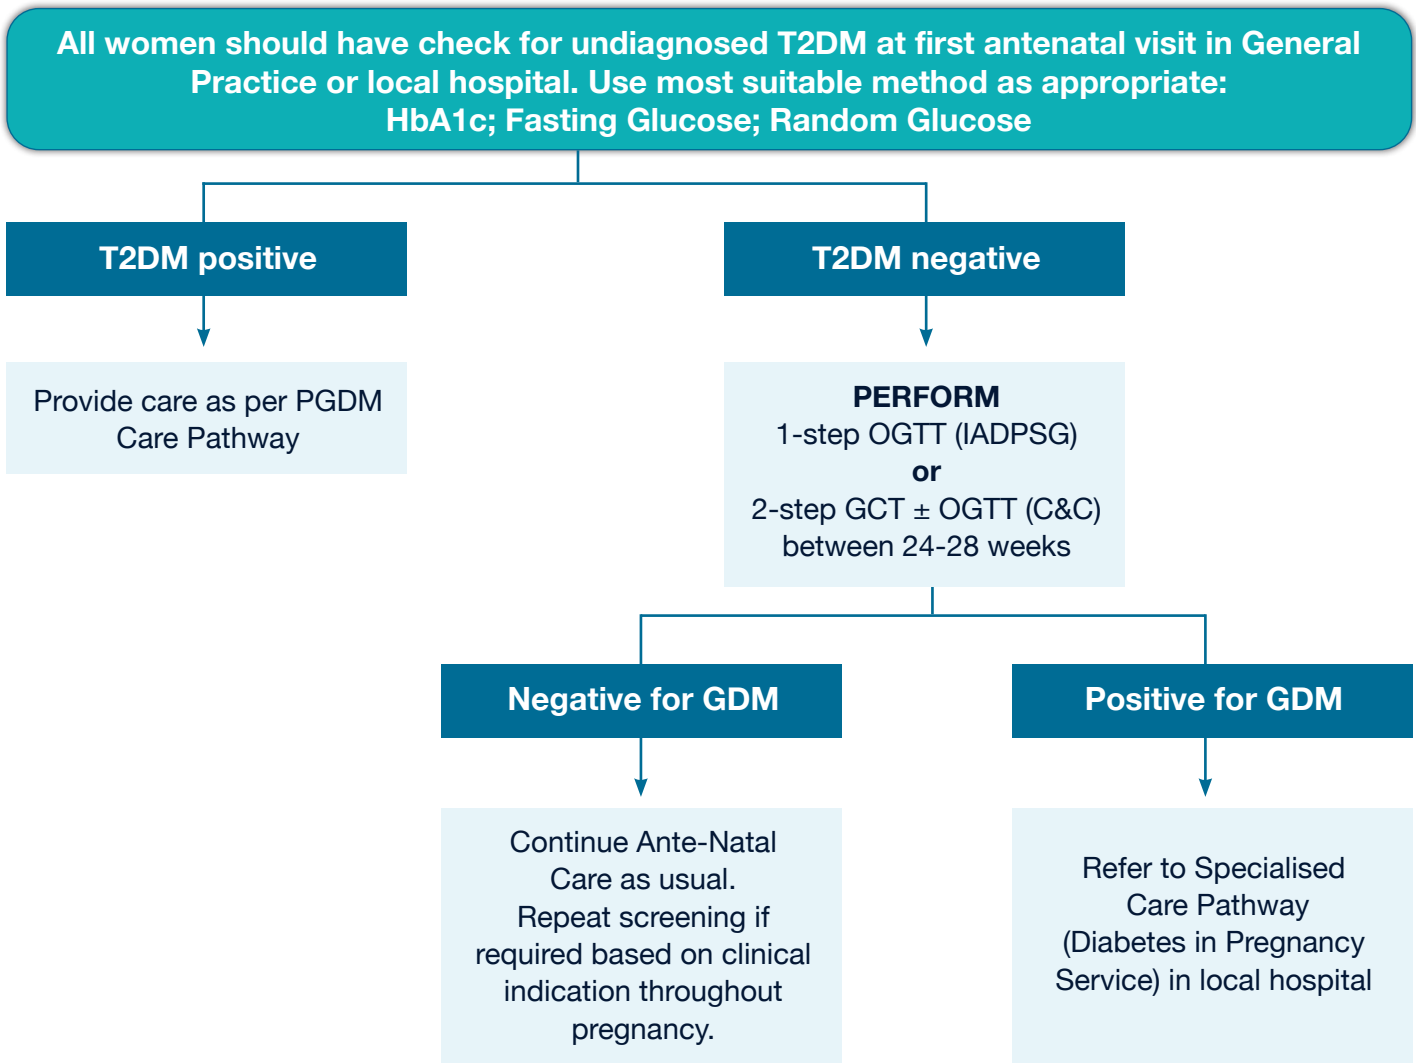 All women should have check for undiagnosed T2DM at first antenatal visit in General
Practice or local hospital. Use most suitable method as appropriate:
HbA1c; Fasting Glucose; Random Glucose
T2DM positive
T2DM negative
Provide care as per PGDM
Care Pathway
PERFORM
1-step OGTT (IADPSG)
or
2-step GCT ± OGTT (C&C)
between 24-28 weeks
Negative for GDM
Positive for GDM
Continue Ante-Natal
Care as usual.
Repeat screening if
required based on clinical
indication throughout
pregnancy.
Refer to Specialised
Care Pathway
(Diabetes in Pregnancy
Service) in local hospital